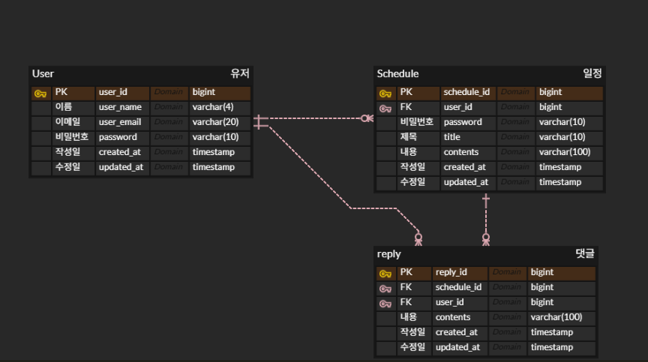 User 유저
PK user_id Domain bigint
이름 user_name Domain varchar(4)
이메일 user_email Domain varchar(20)
비밀번호 password Domain varchar(10)
작성일 created_at Domain timestamp
수정일 updated_at Domain timestamp
Schedule 일정
PK schedule_id Domain bigint
FK user_id Domain bigint
비밀번호 password Domain varchar(10)
제목 title Domain varchar(10)
내용 contents Domain varchar(100)
작성일 created_at Domain timestamp
수정일 updated_at Domain timestamp
reply 댓글
PK reply_id Domain bigint
FK schedule_id Domain bigint
FK user_id Domain bigint
내용 contents Domain varchar(100)
작성일 created_at Domain timestamp
수정일 updated_at Domain timestamp